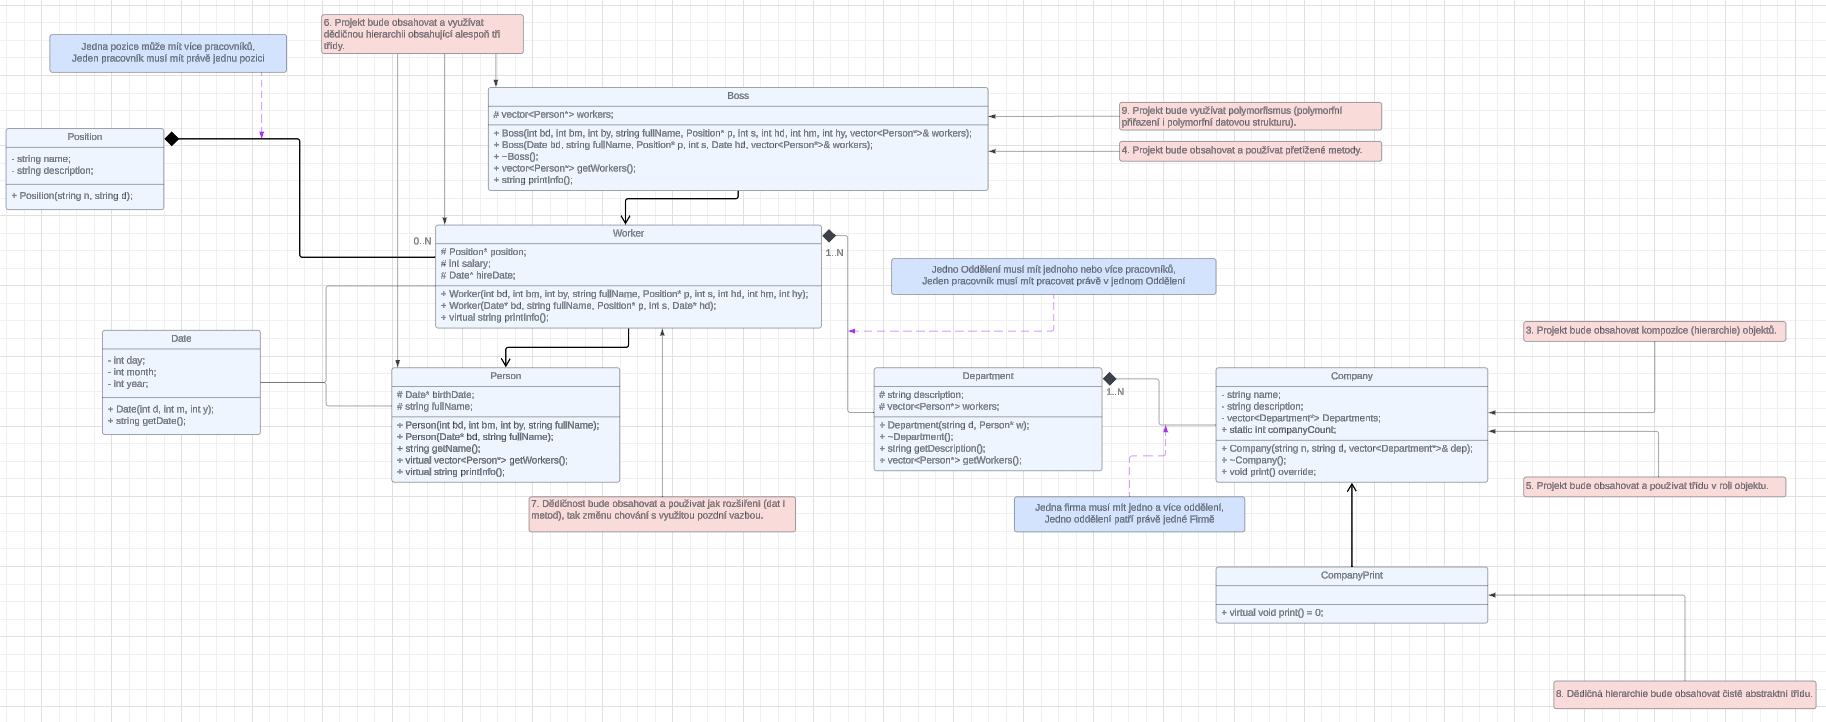 6. Projekt bude obsahovat a využívat
dědičnou hierarchii obsahující alespoň tři
třídy.
Jedna pozice může mít více pracovníků,
Jeden pracovník musí mít právě jednu pozici
Position
- string name;
- string description;
+ Position(string n, string d);
Boss
# vector<Person*> workers;
+ Boss(int bd, int bm, int by, string fullName, Position* p, int s, int hd, int hm, int hy, vector<Person*>& workers);
+ Boss(Date bd, string fullName, Position* p, int s, Date hd, vector<Person*>& workers);
+ ~Boss();
+ vector<Person*> getWorkers();
+ string printInfo();
9. Projekt bude využívat polymorfismus (polymorfní
přiřazení i polymorfní datovou strukturu).
4. Projekt bude obsahovat a používat přetížené metody.
0..N
Worker
# Position* position;
# int salary;
# Date* hireDate;
+ Worker(int bd, int bm, int by, string fullName, Position* p, int s, int hd, int hm, int hy);
+ Worker(Date* bd, string fullName, Position* p, int s, Date* hd);
+ virtual string printInfo();
1..N
Jedno Oddělení musí mít jednoho nebo více pracovníků,
Jeden pracovník musí mít pracovat právě v jednom Oddělení
Date
- int day;
- int month;
- int year;
+ Date(int d, int m, int y);
+ string getDate();
Person
# Date* birthDate;
# string fullName;
+ Person(int bd, int bm, int by, string fullName);
+ Person(Date* bd, string fullName);
+ string getName();
+ virtual vector<Person*> getWorkers();
+ virtual string printInfo();
7. Dědičnost bude obsahovat a používat jak rozšíření (dat i
metod), tak změnu chování s využitou pozdní vazbou.
Department
# string description;
# vector<Person*> workers;
+ Department(string d, Person* w);
+ ~Department();
+ string getDescription();
+ vector<Person*> getWorkers();
1..N
Jedna firma musí mít jedno a více oddělení,
Jedno oddělení patří právě jedné Firmě
3. Projekt bude obsahovat kompozice (hierarchie) objektů.
Company
- string name;
- string description;
- vector<Department*> Departments;
+ static int companyCount;
+ Company(string n, string d, vector<Department*>& dep);
+ ~Company();
+ void print() override;
5. Projekt bude obsahovat a používat třídu v roli objektu.
CompanyPrint
+ virtual void print() = 0;
8. Dědičná hierarchie bude obsahovat čistě abstraktní třídu.